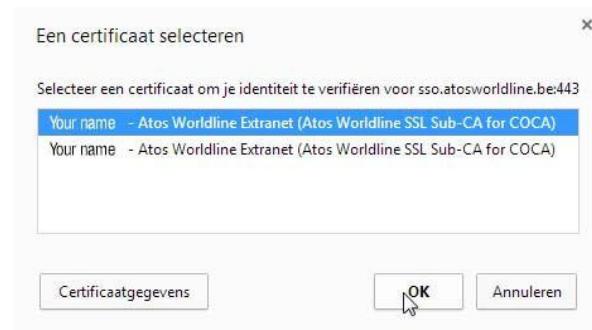 Een certificaat selecteren
Selecteer een certificaat om je identiteit te verifiëren voor sso.atosworldline.be:443
Your name - Atos Worldline Extranet (Atos Worldline SSL Sub-CA for COCA)
Your name - Atos Worldline Extranet (Atos Worldline SSL Sub-CA for COCA)
Certificaatgegevens OK Annuleren